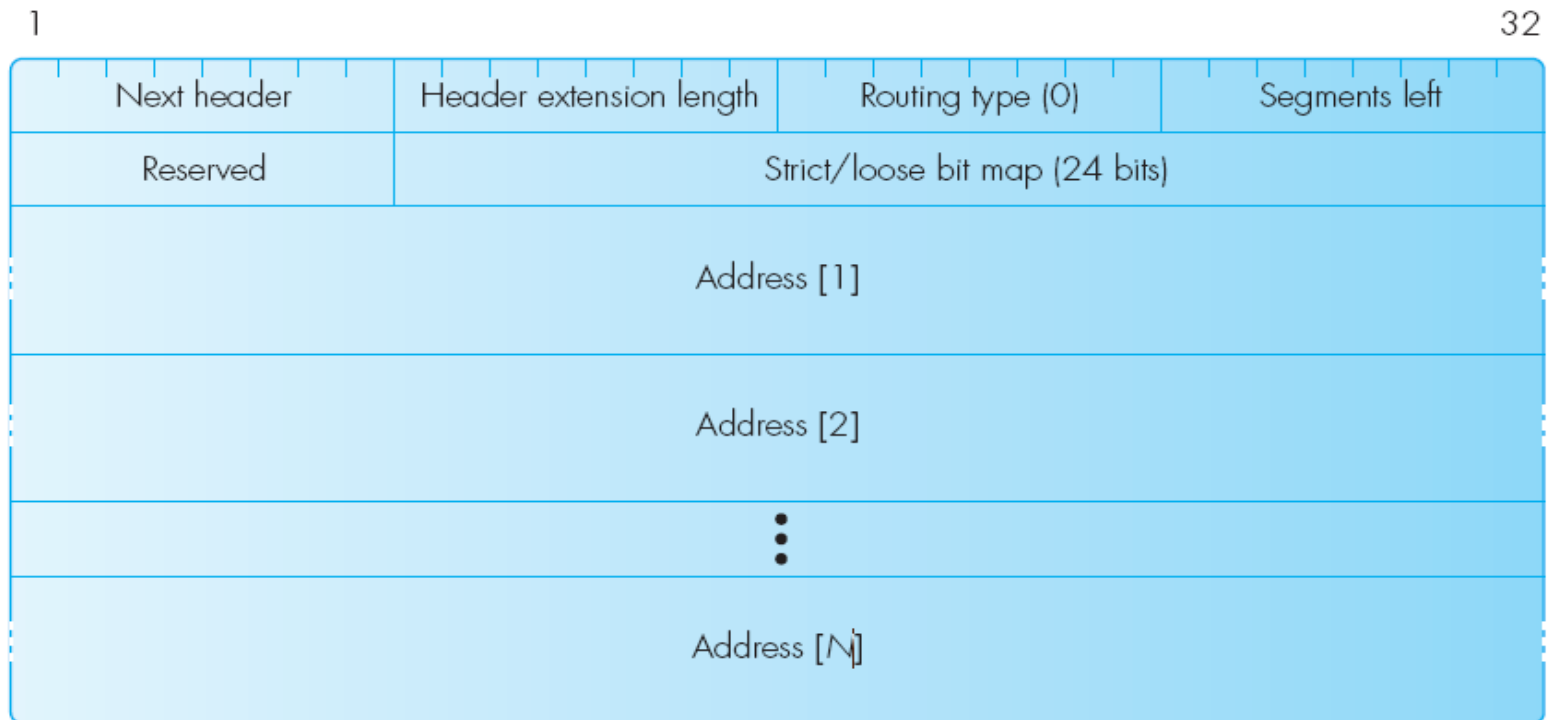 1 32
Next header Header extension length Routing type (0) Segments left
Reserved Strict/loose bit map (24 bits)
Address [1]
Address [2]
Address [N]